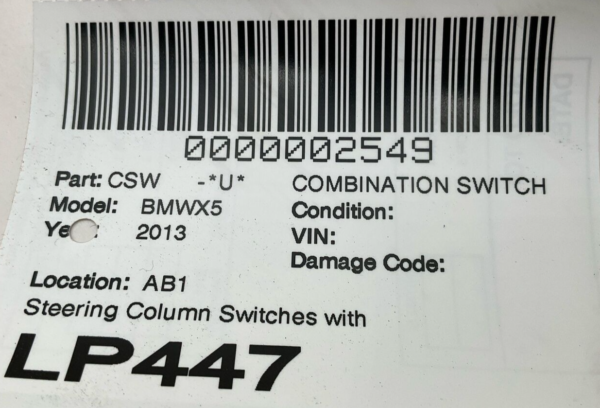 0000002549
Part: CSW -*U* COMBINATION SWITCH
Model: BMWX5 Condition:
2013 VIN:
Damage Code:
Location: AB1
Steering Column Switches with
LP447